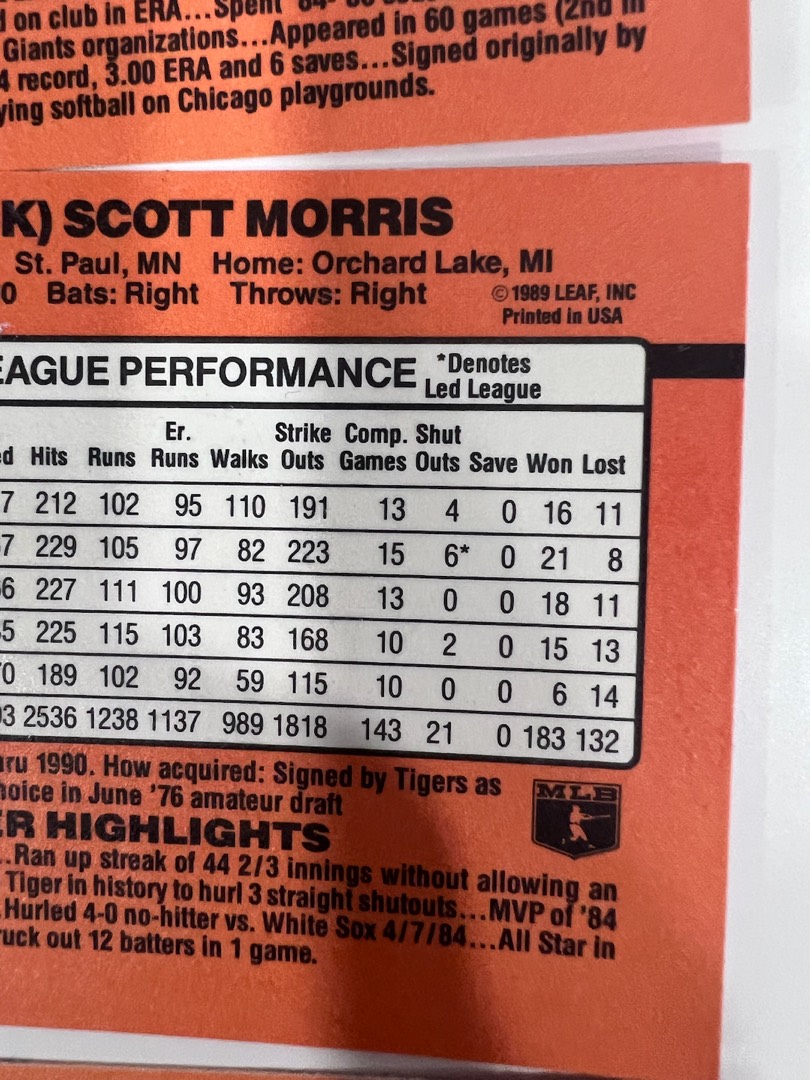 on club in ERA...Spent
Giants organizations...Appeared in 60 games (2nd in
4 record, 3.00 ERA and 6 saves...Signed originally by
ying softball on Chicago playgrounds.
K) SCOTT MORRIS
St. Paul, MN Home: Orchard Lake, MI
0 Bats: Right Throws: Right ©1989 LEAF, INC
Printed in USA
EAGUE PERFORMANCE *Denotes
Led League
Er. Strike Comp. Shut
d Hits Runs Runs Walks Outs Games Outs Save Won Lost
7 212 102 95 110 191 13 4 0 16 11
7 229 105 97 82 223 15 6* 0 21 8
6 227 111 100 93 208 13 0 0 18 11
5 225 115 103 83 168 10 2 0 15 13
0 189 102 92 59 115 10 0 0 6 14
3 2536 1238 1137 989 1818 143 21 0 183 132
ru 1990. How acquired: Signed by Tigers as
hoice in June '76 amateur draft
MLB
ER HIGHLIGHTS
..Ran up streak of 44 2/3 innings without allowing an
Tiger in history to hurl 3 straight shutouts...MVP of '84
Hurled 4-0 no-hitter vs. White Sox 4/7/84...All Star in
ruck out 12 batters in 1 game.